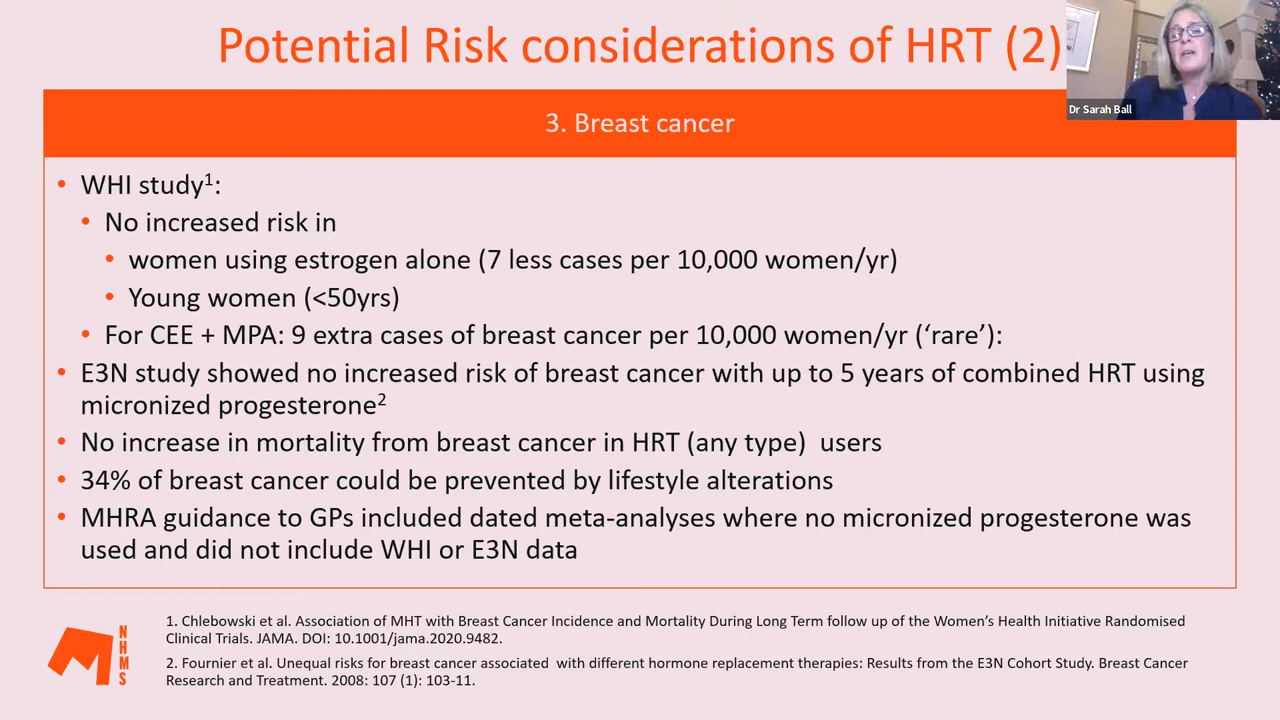 Potential Risk considerations of HRT (2)
Dr Sarah Ball
3. Breast cancer
• WHI study1:
• No increased risk in
• women using estrogen alone (7 less cases per 10,000 women/yr)
• Young women (<50yrs)
• For CEE + MPA: 9 extra cases of breast cancer per 10,000 women/yr (‘rare’):
• E3N study showed no increased risk of breast cancer with up to 5 years of combined HRT using
micronized progesterone2
• No increase in mortality from breast cancer in HRT (any type) users
• 34% of breast cancer could be prevented by lifestyle alterations
• MHRA guidance to GPs included dated meta-analyses where no micronized progesterone was
used and did not include WHI or E3N data
NHMS
1. Chlebowski et al. Association of MHT with Breast Cancer Incidence and Mortality During Long Term follow up of the Women’s Health Initiative Randomised
Clinical Trials. JAMA. DOI: 10.1001/jama.2020.9482.
2. Fournier et al. Unequal risks for breast cancer associated with different hormone replacement therapies: Results from the E3N Cohort Study. Breast Cancer
Research and Treatment. 2008: 107 (1): 103-11.